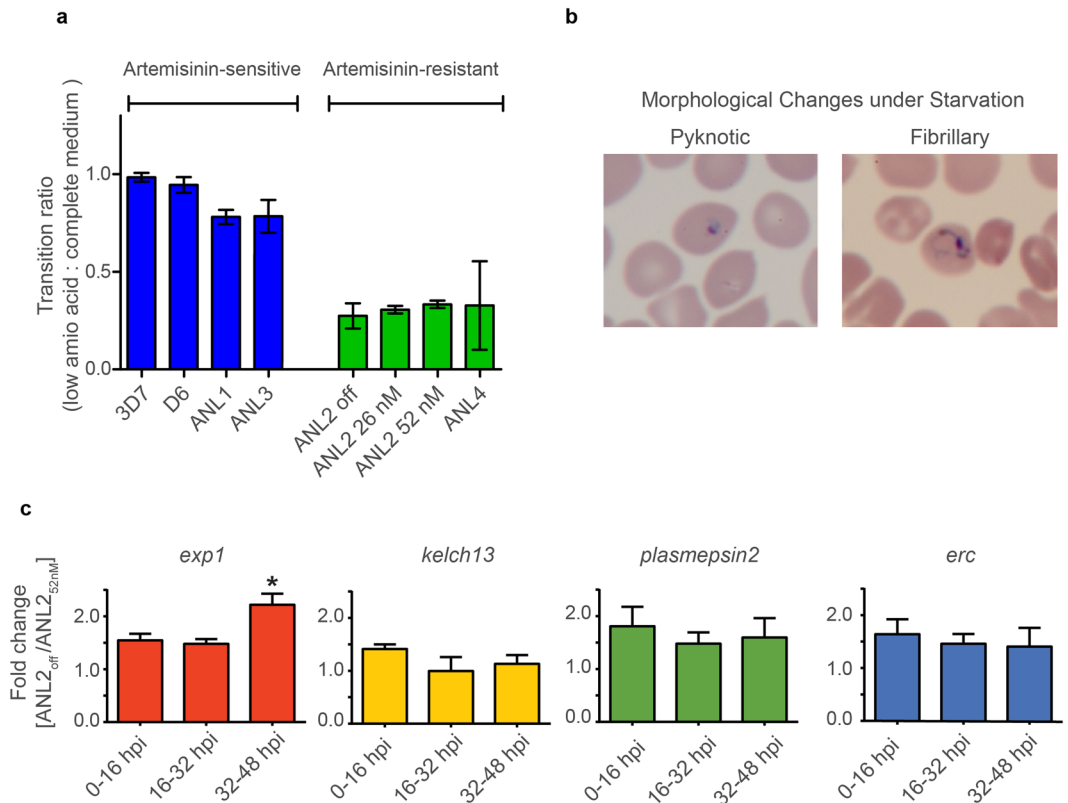 a
Artemisinin-sensitive
Artemisinin-resistant
Transition ratio
(low amio acid : complete medium )
1.0
0.5
0.0
3D7
D6
ANL1
ANL3
ANL2 off
ANL2 26 nM
ANL2 52 nM
ANL4
b
Morphological Changes under Starvation
Pyknotic
Fibrillary
c
Fold change
[ANL2off/ANL252nM]
exp1
2.0
1.0
0.0
*
0-16 hpi
16-32 hpi
32-48 hpi
kelch13
2.0
1.0
0.0
0-16 hpi
16-32 hpi
32-48 hpi
plasmepsin2
2.0
1.0
0.0
0-16 hpi
16-32 hpi
32-48 hpi
erc
2.0
1.0
0.0
0-16 hpi
16-32 hpi
32-48 hpi